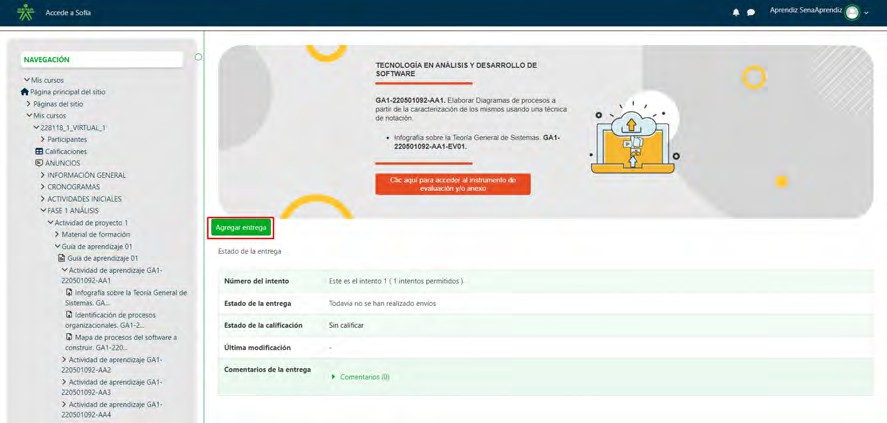 Accede a Sofía
Aprendiz SenaAprendiz
NAVEGACIÓN
Mis cursos
Página principal del sitio
Páginas del sitio
Mis cursos
228118_1_VIRTUAL_1
Participantes
Calificaciones
ANUNCIOS
INFORMACIÓN GENERAL
CRONOGRAMAS
ACTIVIDADES INICIALES
FASE 1 ANÁLISIS
Actividad de proyecto 1
Material de formación
Guía de aprendizaje 01
Guía de aprendizaje 01
Actividad de aprendizaje GA1-
220501092-AA1
Infografía sobre la Teoría General de
Sistemas. GA...
Identificación de procesos
organizacionales. GA1-2...
Mapa de procesos del software a
construir. GA1-220...
Actividad de aprendizaje GA1-
220501092-AA2
Actividad de aprendizaje GA1-
220501092-AA3
Actividad de aprendizaje GA1-
220501092-AA4
TECNOLOGÍA EN ANÁLISIS Y DESARROLLO DE
SOFTWARE
GA1-220501092-AA1. Elaborar Diagramas de procesos a
partir de la caracterización de los mismos usando una técnica
de notación.
• Infografía sobre la Teoría General de Sistemas. GA1-
220501092-AA1-EV01.
Clic aquí para acceder al instrumento de
evaluación y/o anexo
Agregar entrega
Estado de la entrega
Número del intento Este es el intento 1 ( 1 intentos permitidos ).
Estado de la entrega Todavía no se han realizado envíos
Estado de la calificación Sin calificar
Última modificación -
Comentarios de la entrega
Comentarios (0)